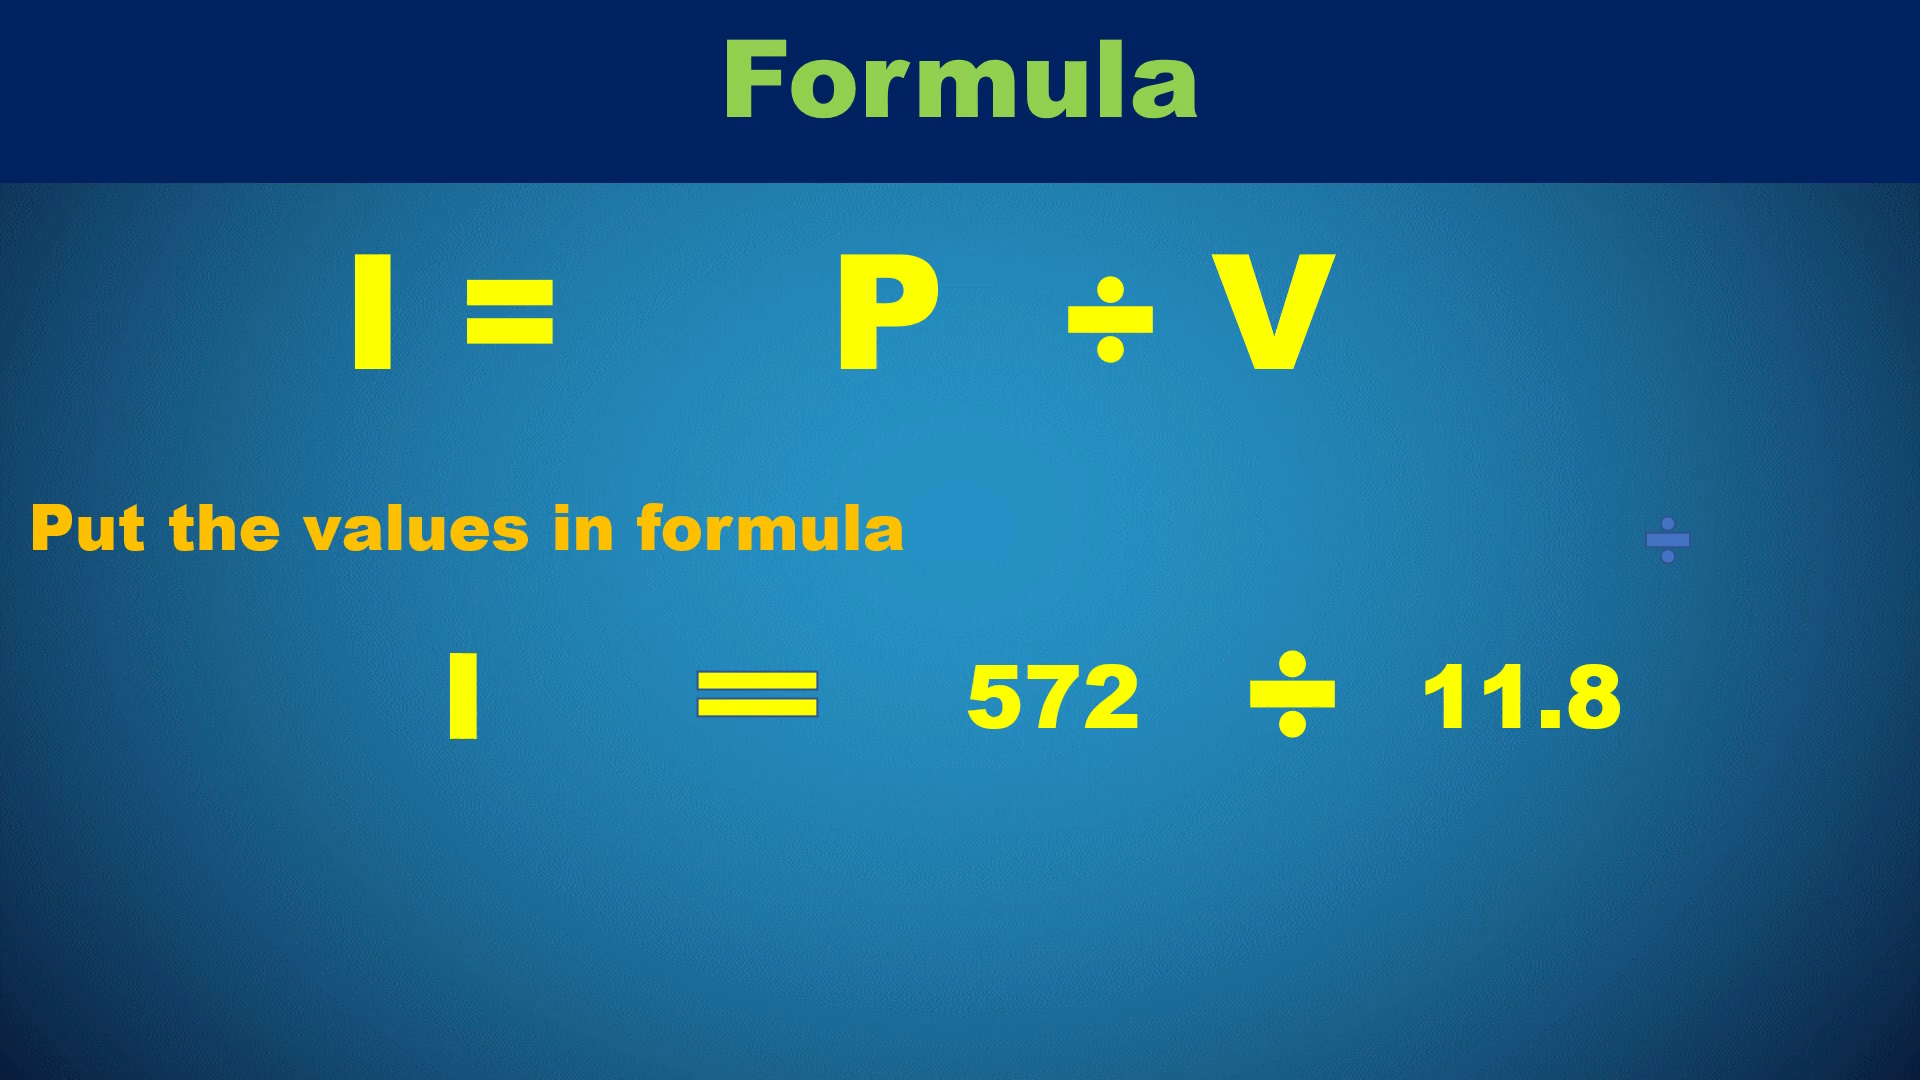 Formula
I = P ÷ V
Put the values in formula
÷
I = 572 ÷ 11.8